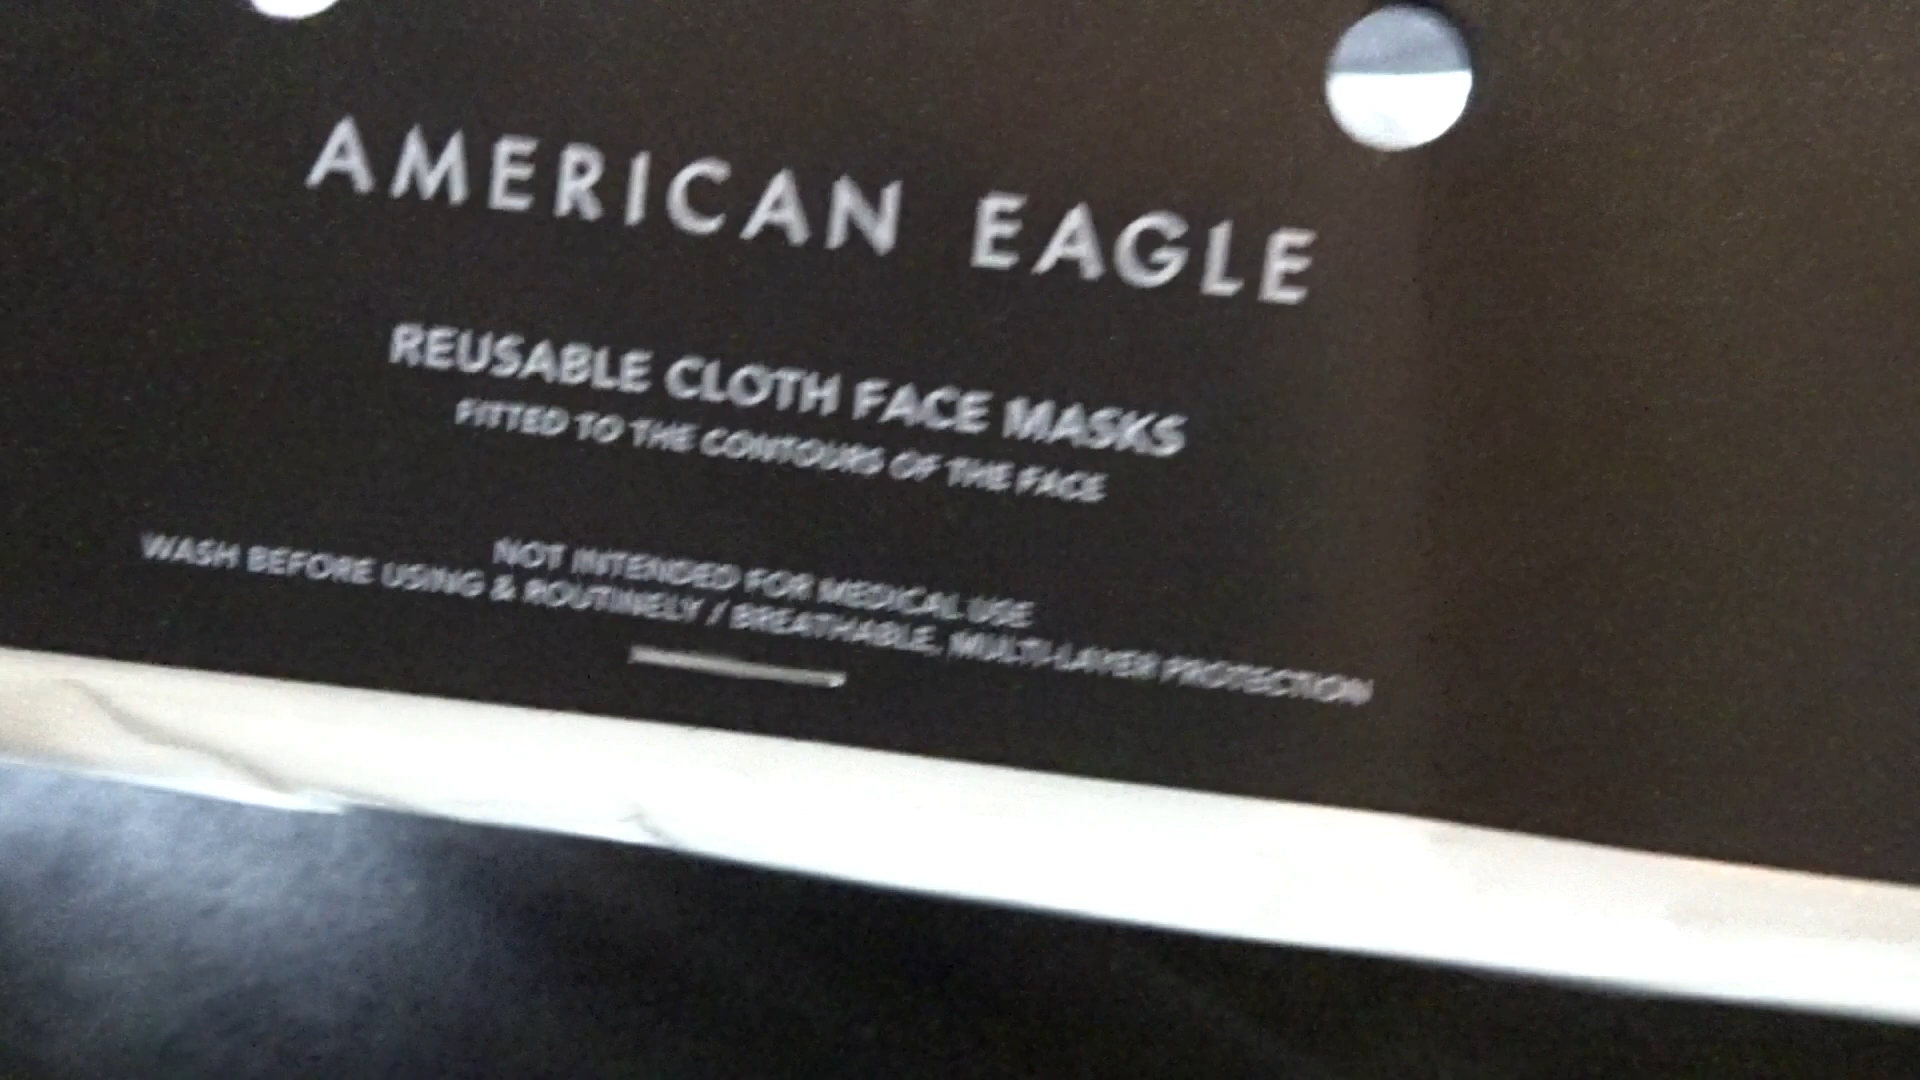 AMERICAN EAGLE
REUSABLE CLOTH FACE MASKS
FITTED TO THE CONTOURS OF THE FACE
NOT INTENDED FOR MEDICAL USE
WASH BEFORE USING & ROUTINELY / BREATHABLE, MULTI-LAYER PROTECTION